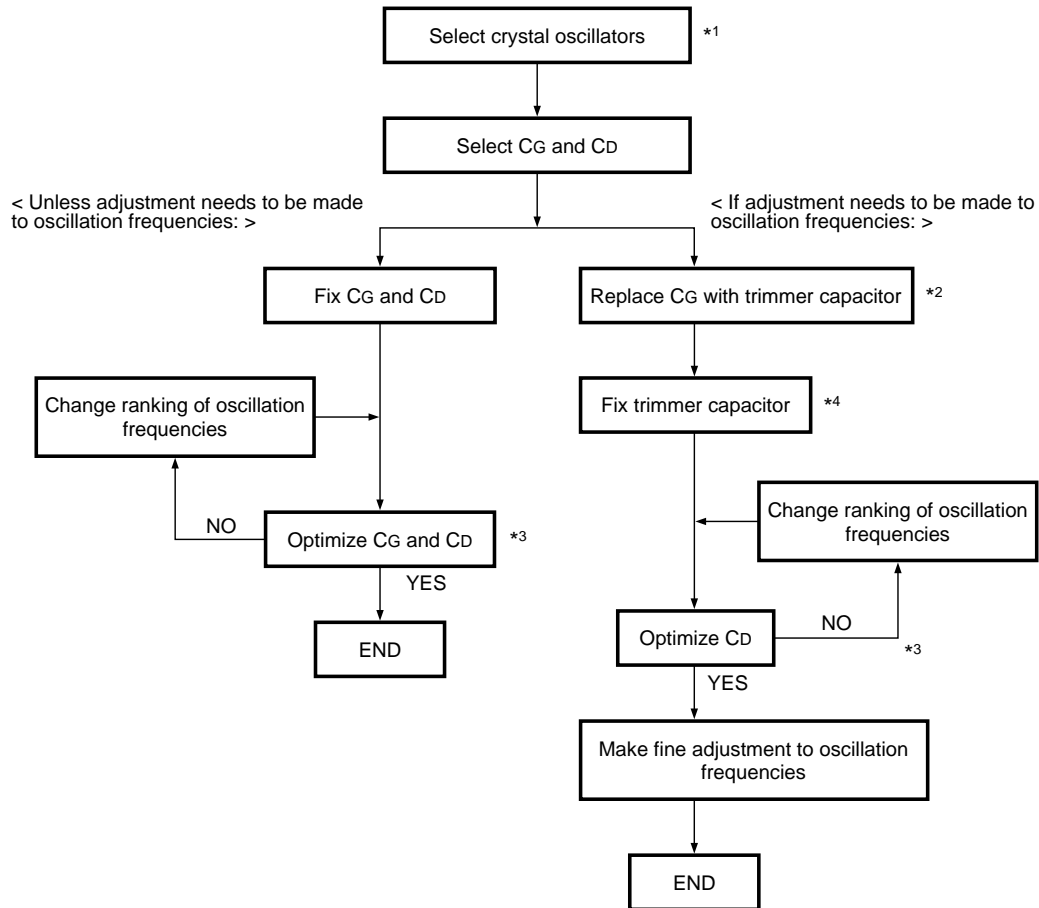 Select crystal oscillators *1
Select CG and CD
< Unless adjustment needs to be made
to oscillation frequencies: >
< If adjustment needs to be made to
oscillation frequencies: >
Fix CG and CD
Replace CG with trimmer capacitor *2
Change ranking of oscillation
frequencies
Fix trimmer capacitor *4
NO
Optimize CG and CD *3
YES
Change ranking of oscillation
frequencies
END
Optimize CD
NO
*3
YES
Make fine adjustment to oscillation
frequencies
END